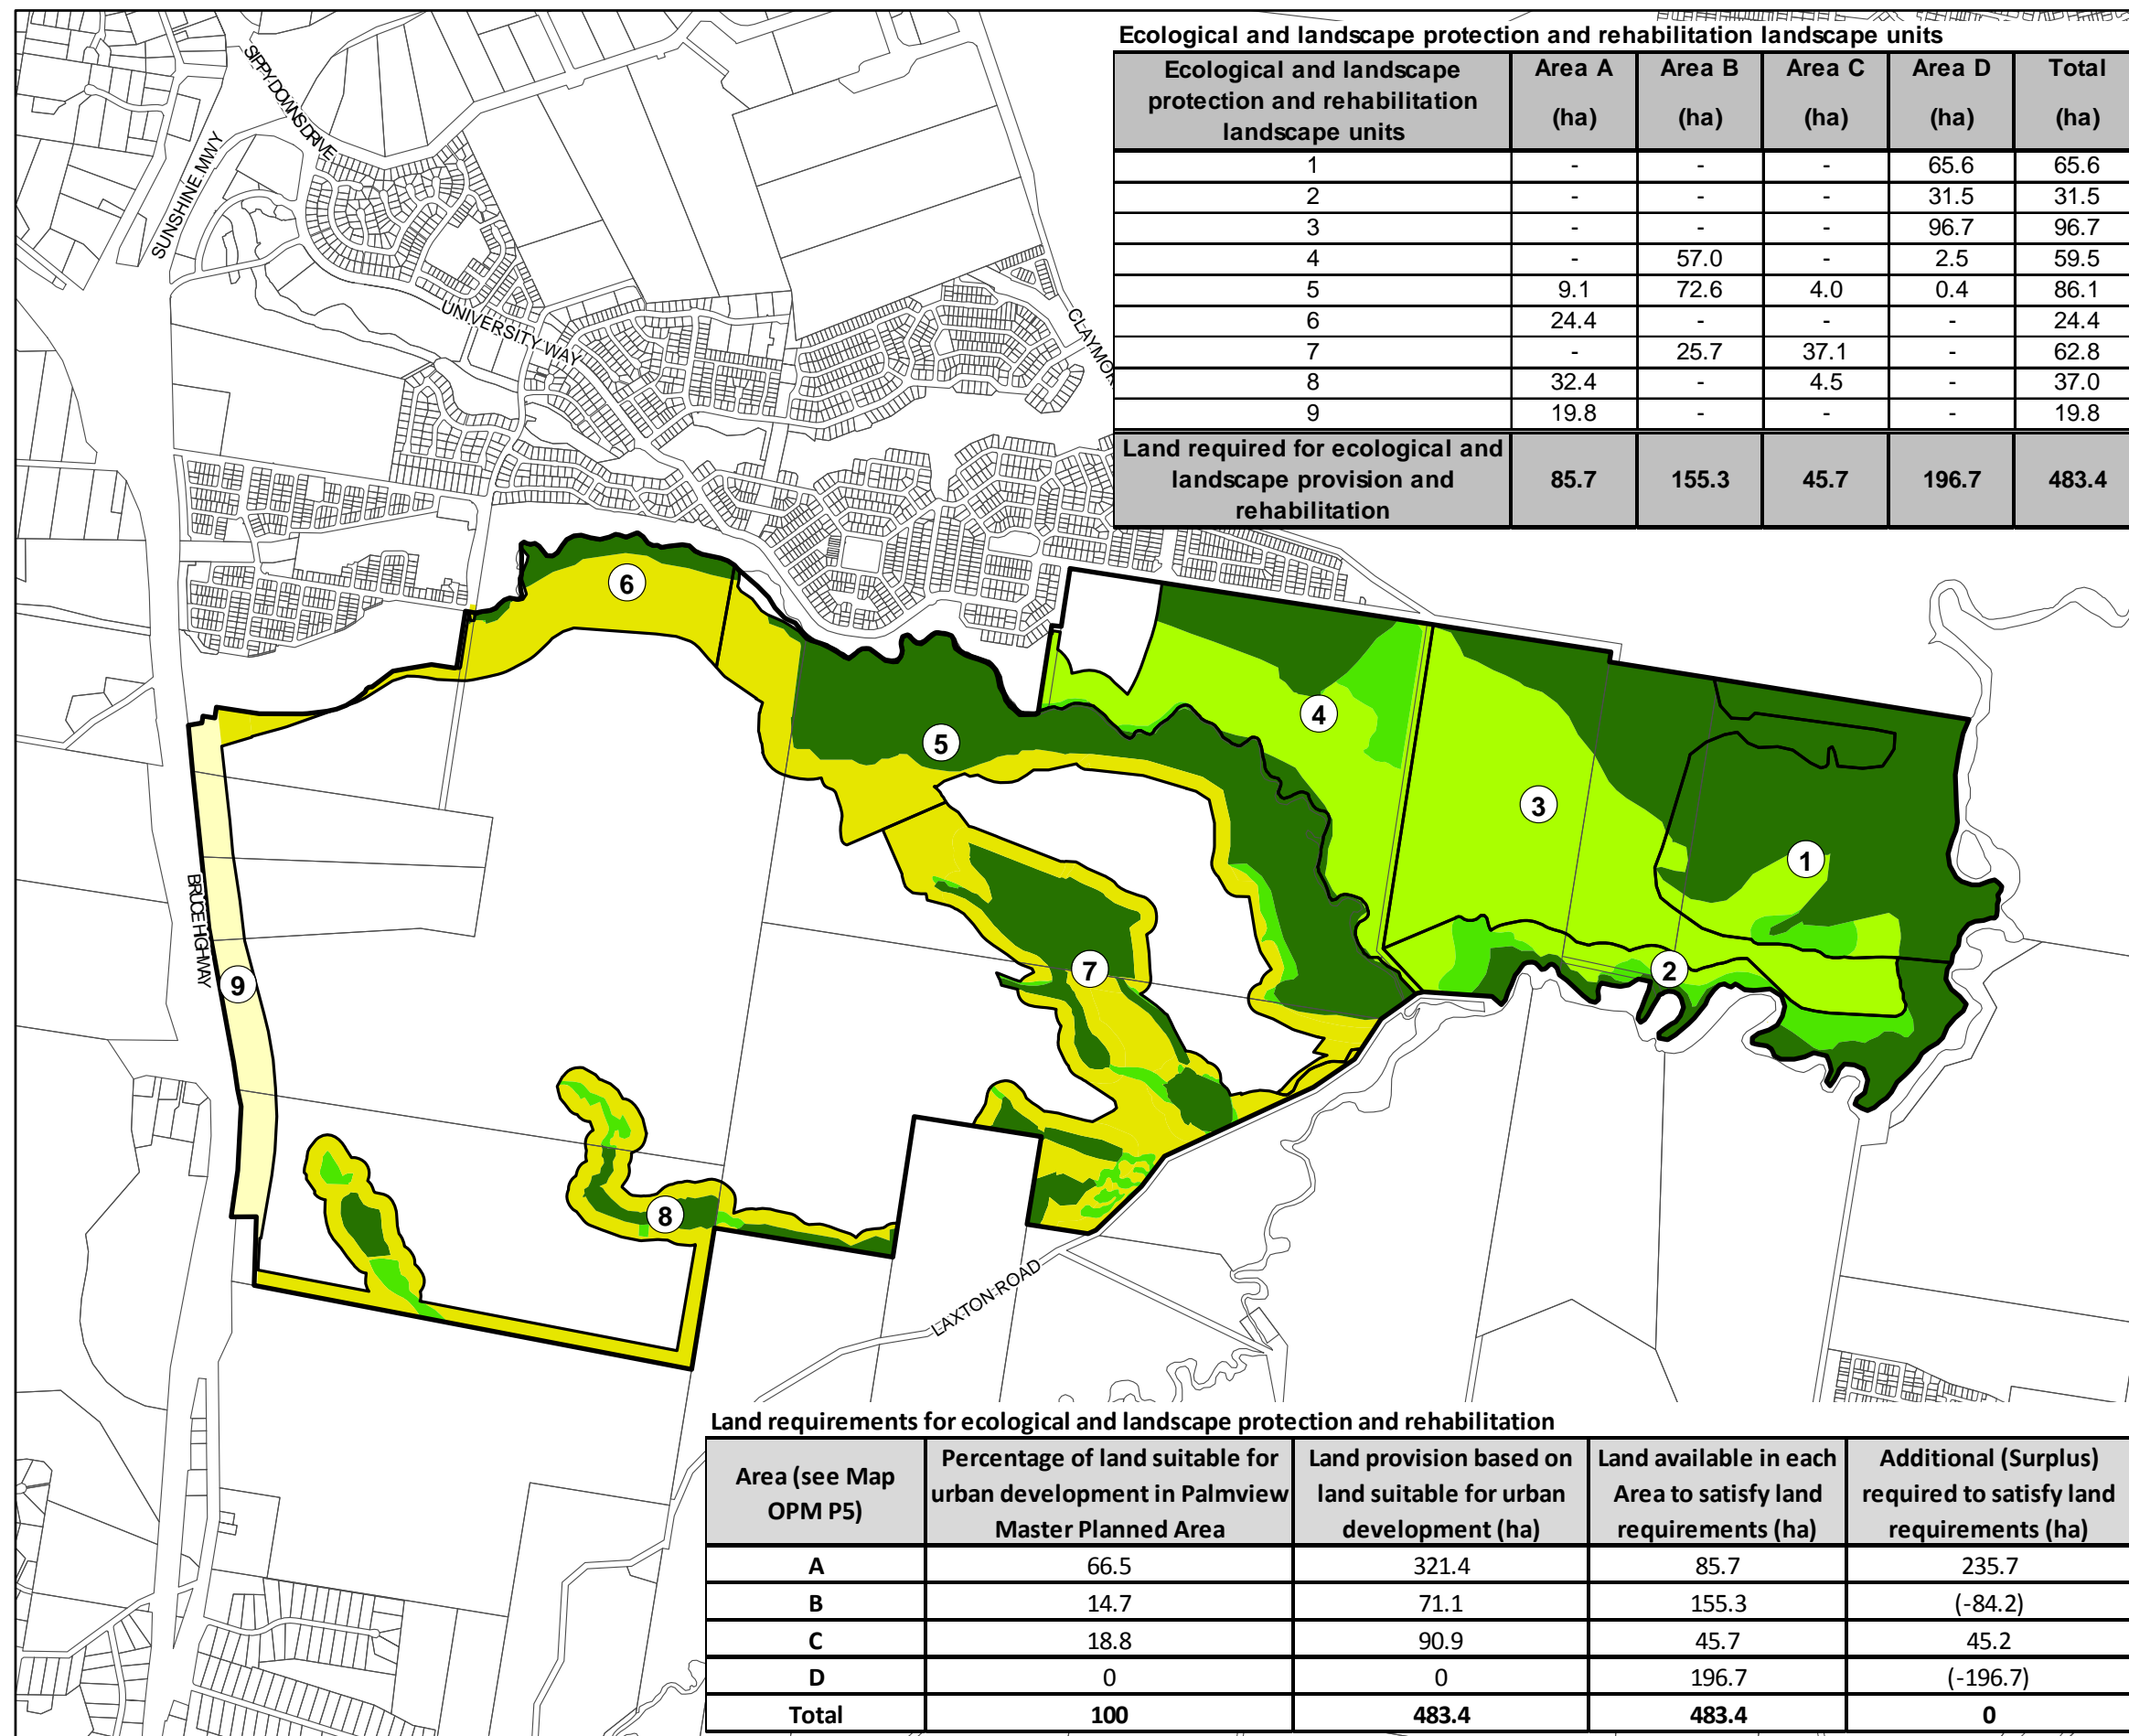 Ecological and landscape protection and rehabilitation landscape units
Ecological and landscape protection and rehabilitation landscape units | Area A (ha) | Area B (ha) | Area C (ha) | Area D (ha) | Total (ha)
1 | - | - | - | 65.6 | 65.6
2 | - | - | - | 31.5 | 31.5
3 | - | - | - | 96.7 | 96.7
4 | - | 57.0 | - | 2.5 | 59.5
5 | 9.1 | 72.6 | 4.0 | 0.4 | 86.1
6 | 24.4 | - | - | - | 24.4
7 | - | 25.7 | 37.1 | - | 62.8
8 | 32.4 | - | 4.5 | - | 37.0
9 | 19.8 | - | - | - | 19.8
Land required for ecological and landscape provision and rehabilitation | 85.7 | 155.3 | 45.7 | 196.7 | 483.4
SIPPY DOWNS DRIVE
SUNSHINE MWY
UNIVERSITY WAY
CLAYMOR
6
4
5
3
1
7
2
9
BRUCE HIGHWAY
8
LAXTON ROAD
Land requirements for ecological and landscape protection and rehabilitation
Area (see Map OPM P5) | Percentage of land suitable for urban development in Palmview Master Planned Area | Land provision based on land suitable for urban development (ha) | Land available in each Area to satisfy land requirements (ha) | Additional (Surplus) required to satisfy land requirements (ha)
A | 66.5 | 321.4 | 85.7 | 235.7
B | 14.7 | 71.1 | 155.3 | (-84.2)
C | 18.8 | 90.9 | 45.7 | 45.2
D | 0 | 0 | 196.7 | (-196.7)
Total | 100 | 483.4 | 483.4 | 0